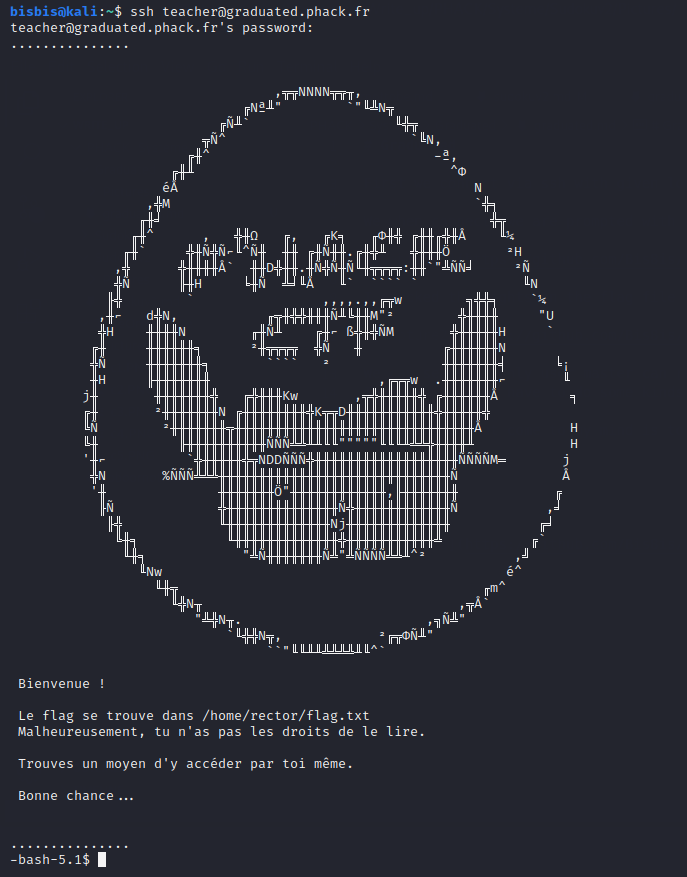 bisbis@kali:~$ ssh teacher@graduated.phack.fr
teacher@graduated.phack.fr's password:
...............
Bienvenue !
Le flag se trouve dans /home/rector/flag.txt
Malheureusement, tu n'as pas les droits de le lire.
Trouves un moyen d'y accéder par toi même.
Bonne chance...
...............
-bash-5.1$